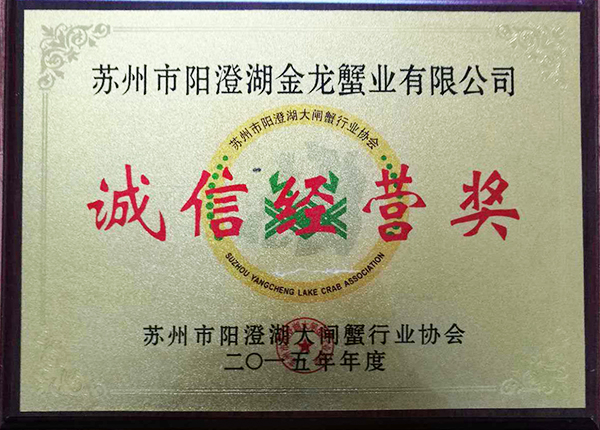 苏州市阳澄湖金龙蟹业有限公司
苏州市阳澄湖大闸蟹行业协会
诚信经营奖
SUZHOU YANGCHENG LAKE CRAB ASSOCIATION
苏州市阳澄湖大闸蟹行业协会
二〇一五年年度